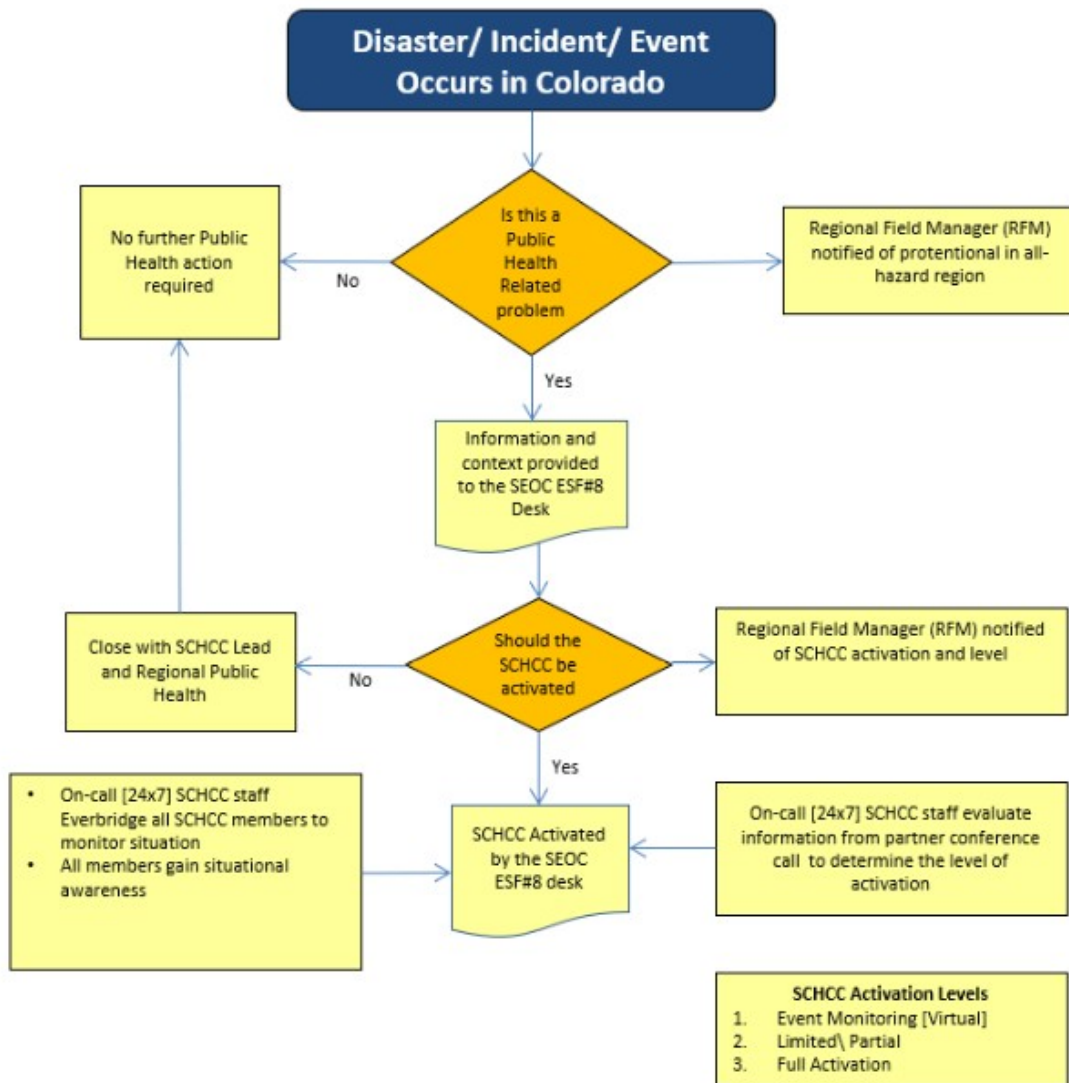 Disaster/ Incident/ Event
Occurs in Colorado
Is this a
Public
Health
Related
problem
No further Public
Health action
required
No
Regional Field Manager (RFM)
notified of protentional in all-
hazard region
Yes
Information and
context provided
to the SEOC ESF#8
Desk
Should the
SCHCC be
activated
Close with SCHCC Lead
and Regional Public
Health
No
Regional Field Manager (RFM) notified
of SCHCC activation and level
Yes
• On-call [24x7] SCHCC staff
Everbridge all SCHCC members to
monitor situation
• All members gain situational
awareness
SCHCC Activated
by the SEOC
ESF#8 desk
On-call [24x7] SCHCC staff evaluate
information from partner conference
call to determine the level of
activation
SCHCC Activation Levels
1. Event Monitoring [Virtual]
2. Limited\ Partial
3. Full Activation